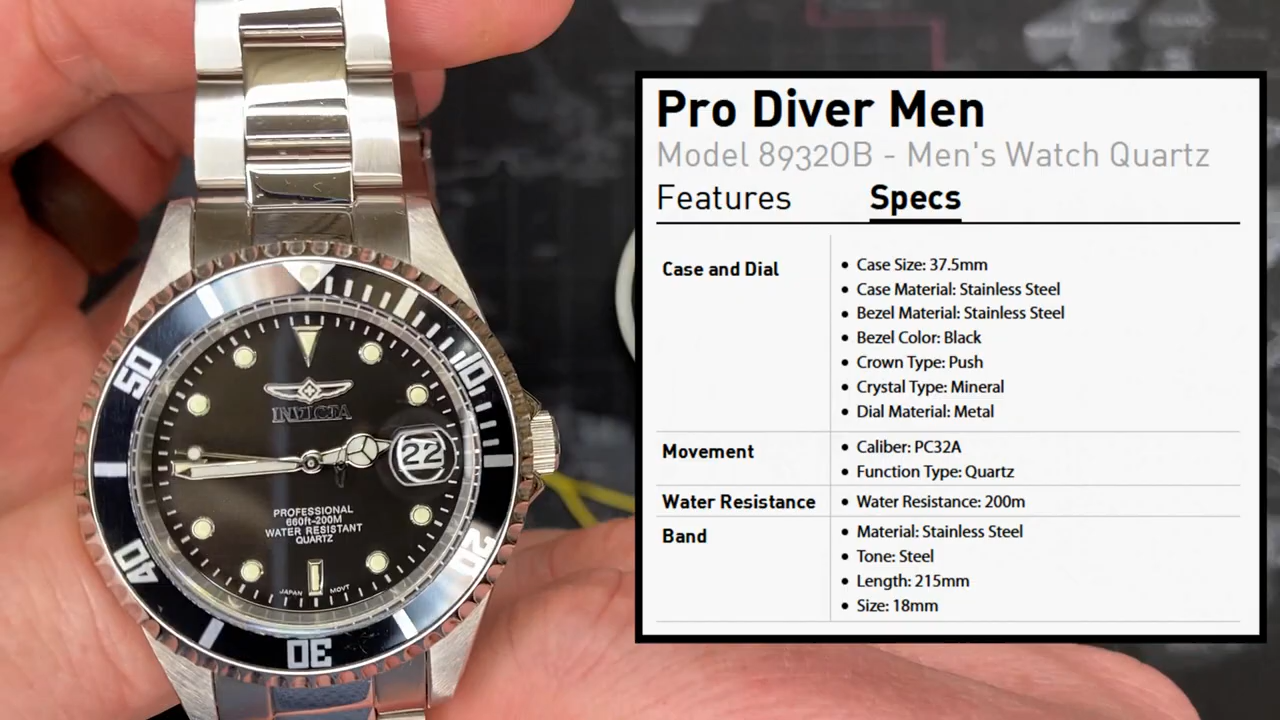 50
10
INVICTA
22
PROFESSIONAL
660ft-200M
WATER RESISTANT
QUARTZ
JAPAN MOVT
40
20
30
Pro Diver Men
Model 8932OB - Men's Watch Quartz
Features Specs
Case and Dial
• Case Size: 37.5mm
• Case Material: Stainless Steel
• Bezel Material: Stainless Steel
• Bezel Color: Black
• Crown Type: Push
• Crystal Type: Mineral
• Dial Material: Metal
Movement
• Caliber: PC32A
• Function Type: Quartz
Water Resistance
• Water Resistance: 200m
Band
• Material: Stainless Steel
• Tone: Steel
• Length: 215mm
• Size: 18mm